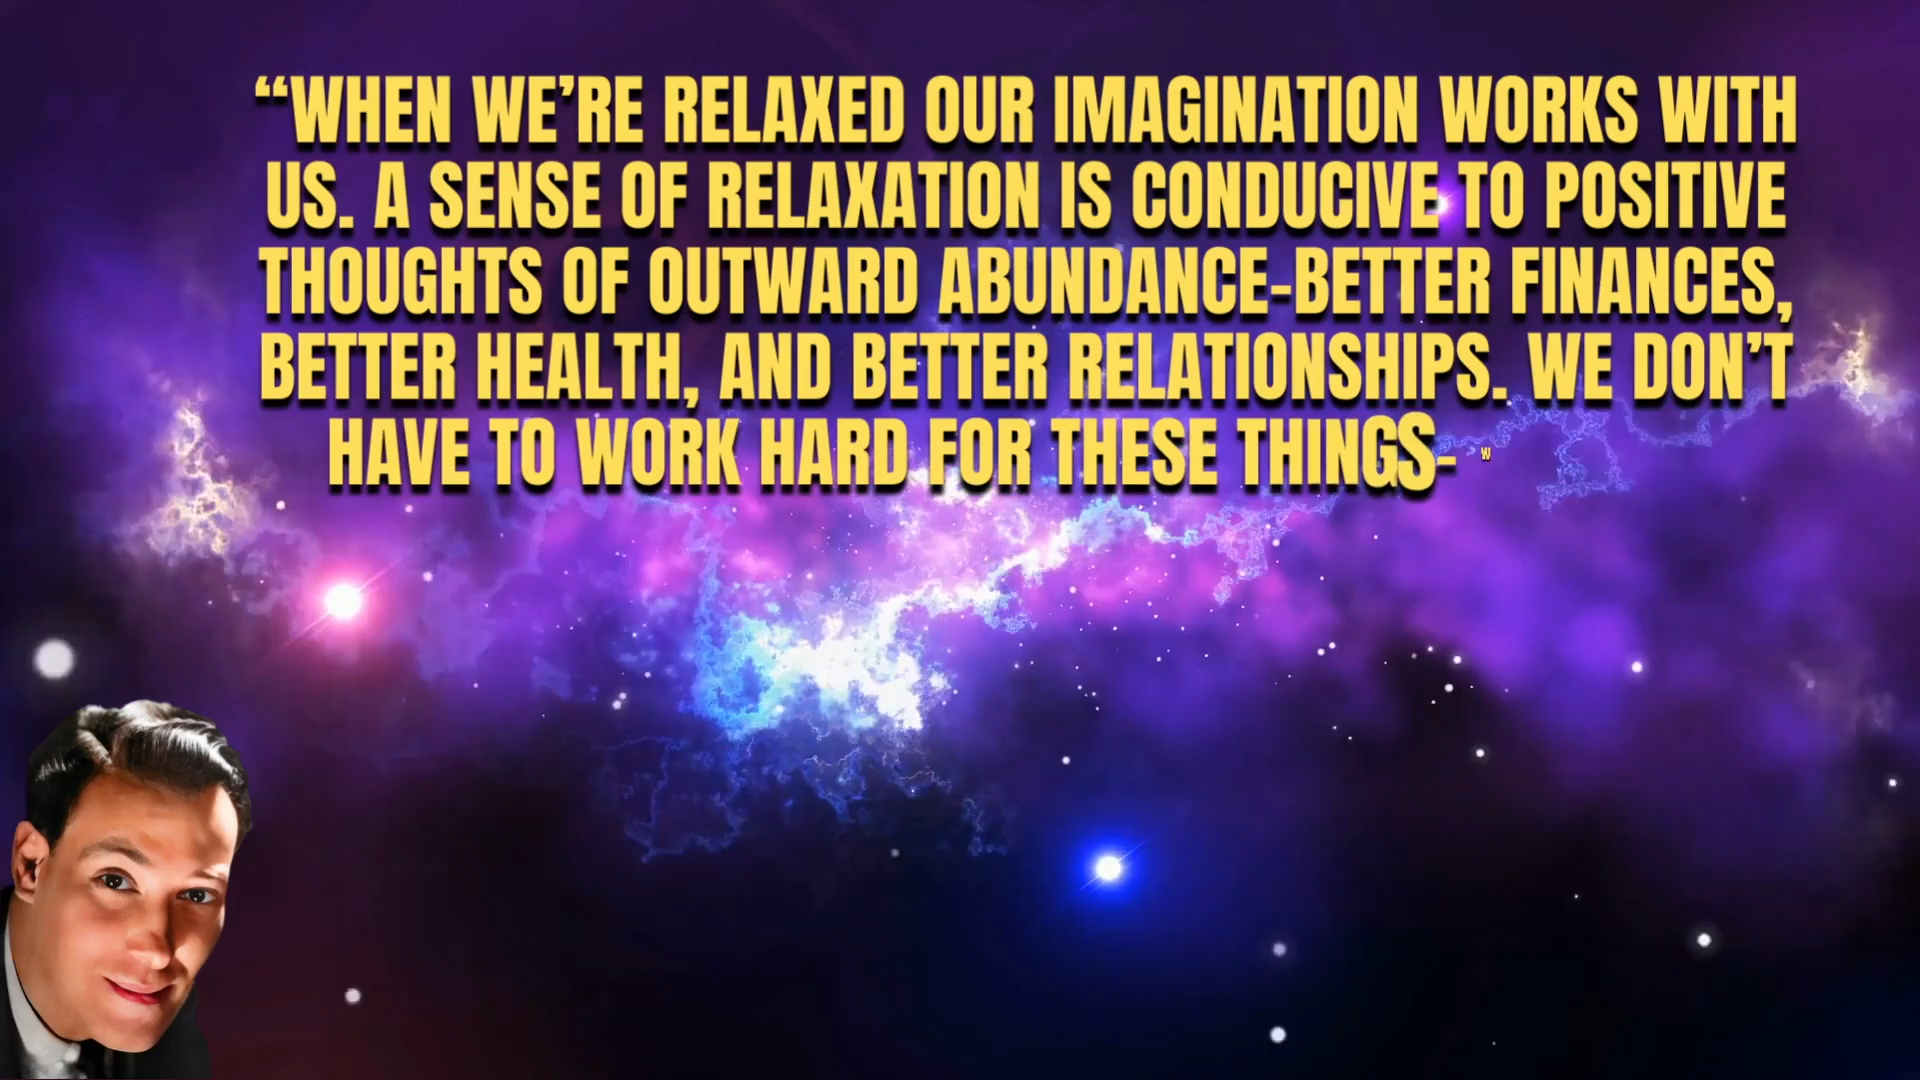 “WHEN WE’RE RELAXED OUR IMAGINATION WORKS WITH
US. A SENSE OF RELAXATION IS CONDUCIVE TO POSITIVE
THOUGHTS OF OUTWARD ABUNDANCE-BETTER FINANCES,
BETTER HEALTH, AND BETTER RELATIONSHIPS. WE DON’T
HAVE TO WORK HARD FOR THESE THINGS- W